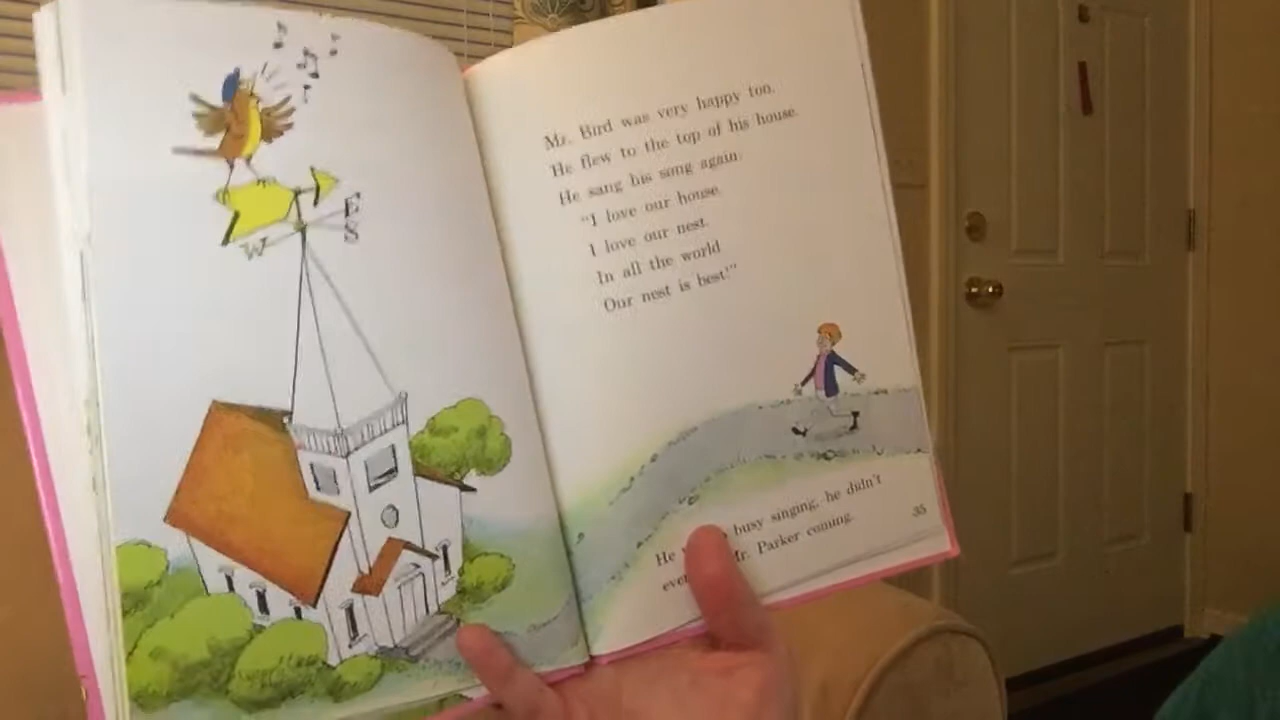 W
E
S
Mr. Bird was very happy too.
He flew to the top of his house.
He sang his song again:
"I love our house.
I love our nest.
In all the world
Our nest is best!"
He busy singing, he didn't
Mr. Parker coming.
35